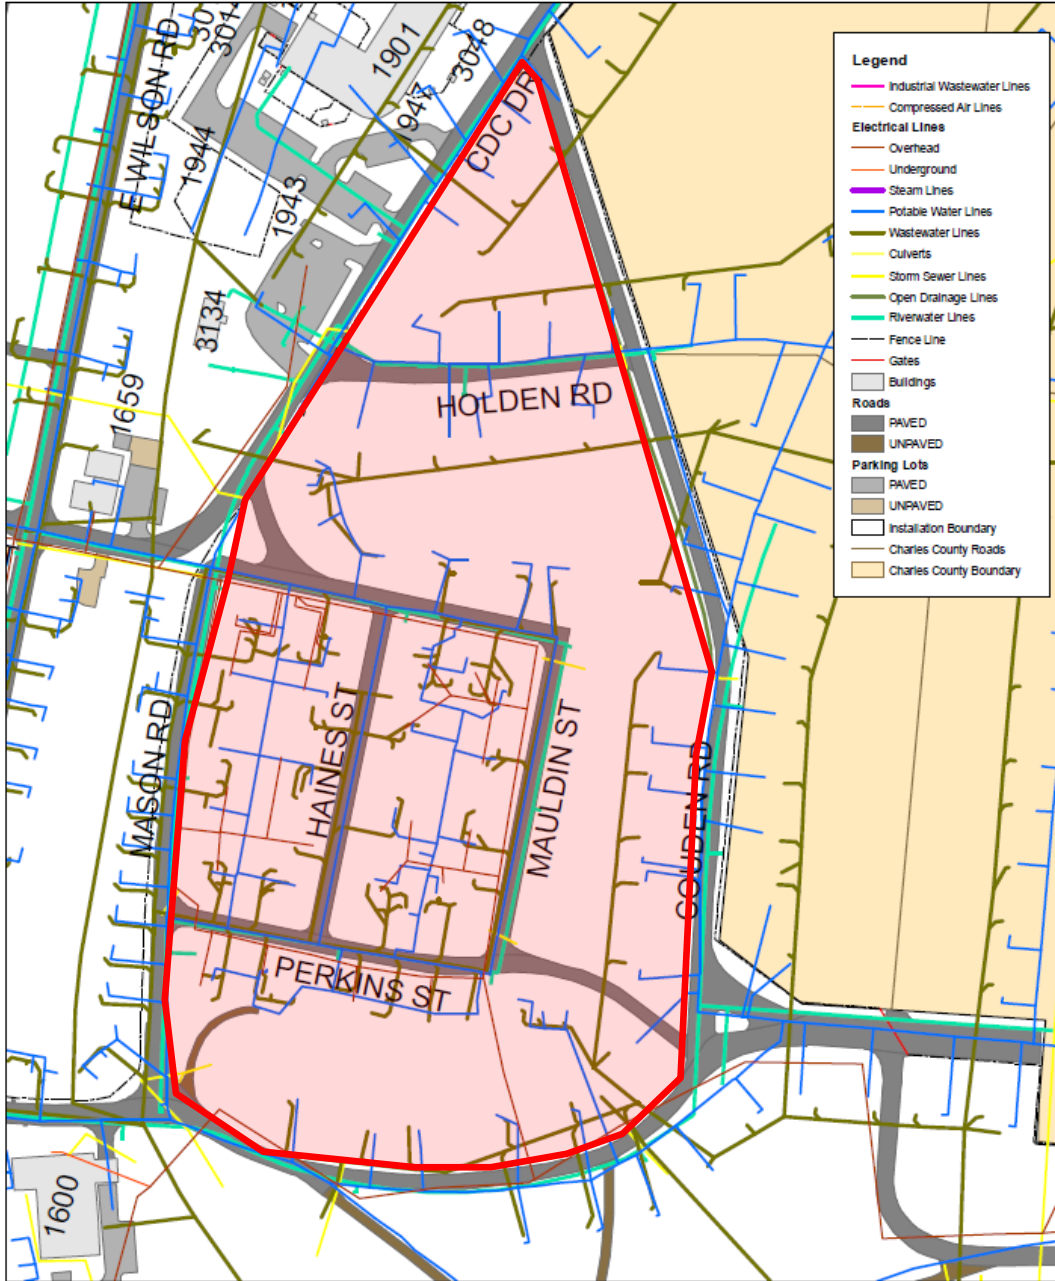 301
3014
E WILSON RD
1901
3048
1947
CDC DR
1944
1943
3134
1659
HOLDEN RD
MASON RD
HAINES ST
MAULDIN ST
COUDEN RD
PERKINS ST
1600
Legend
Industrial Wastewater Lines
Compressed Air Lines
Electrical Lines
Overhead
Underground
Steam Lines
Potable Water Lines
Wastewater Lines
Culverts
Storm Sewer Lines
Open Drainage Lines
Riverwater Lines
Fence Line
Gates
Buildings
Roads
PAVED
UNPAVED
Parking Lots
PAVED
UNPAVED
Installation Boundary
Charles County Roads
Charles County Boundary